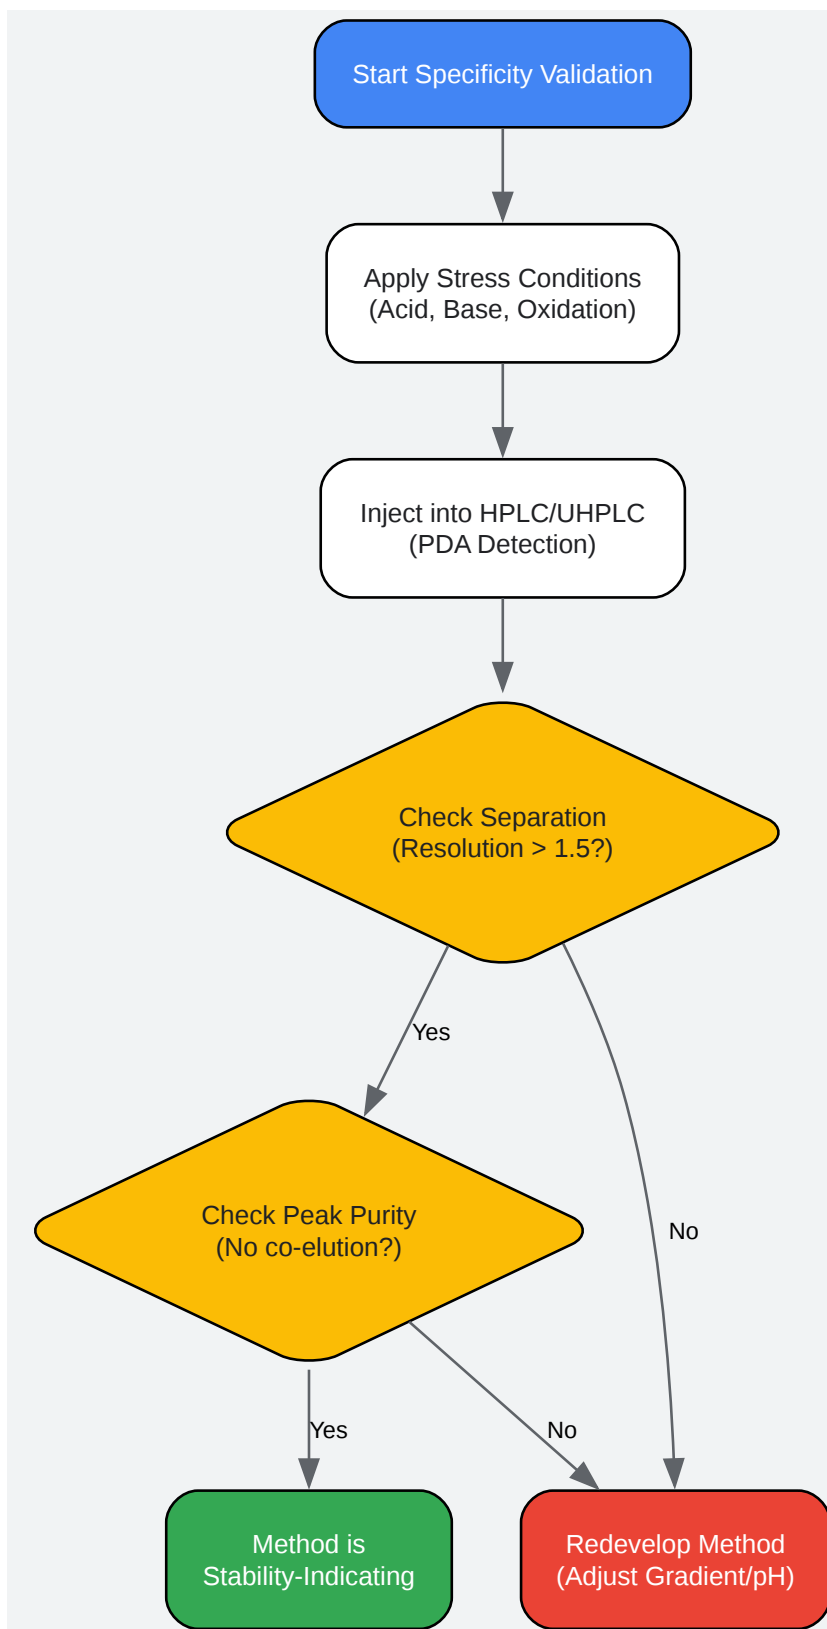 Start Specificity Validation
Apply Stress Conditions
(Acid, Base, Oxidation)
Inject into HPLC/UHPLC
(PDA Detection)
Check Separation
(Resolution > 1.5?)
Yes
Check Peak Purity
(No co-elution?)
No
Yes
No
Method is
Stability-Indicating
Redevelop Method
(Adjust Gradient/pH)